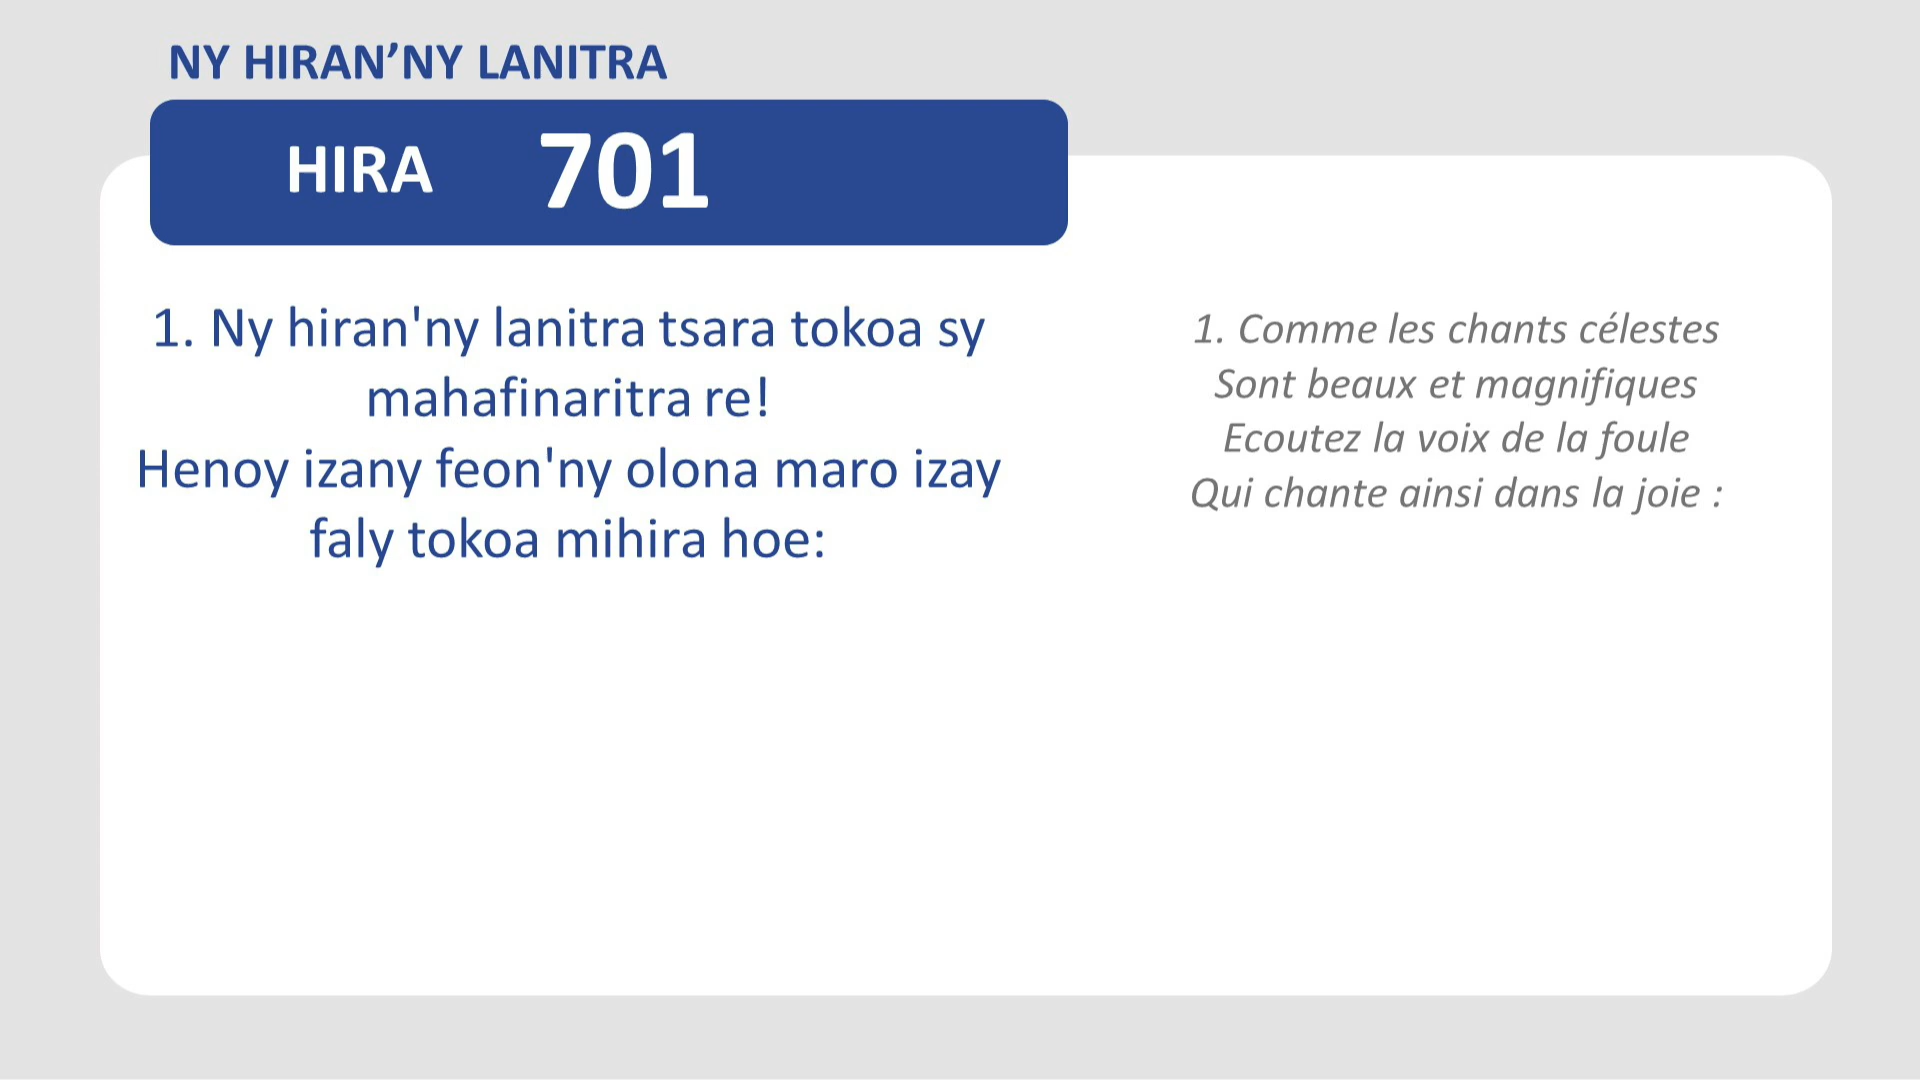 NY HIRAN’NY LANITRA
HIRA 701
1. Ny hiran'ny lanitra tsara tokoa sy
mahafinaritra re!
Henoy izany feon'ny olona maro izay
faly tokoa mihira hoe:
1. Comme les chants célestes
Sont beaux et magnifiques
Ecoutez la voix de la foule
Qui chante ainsi dans la joie :